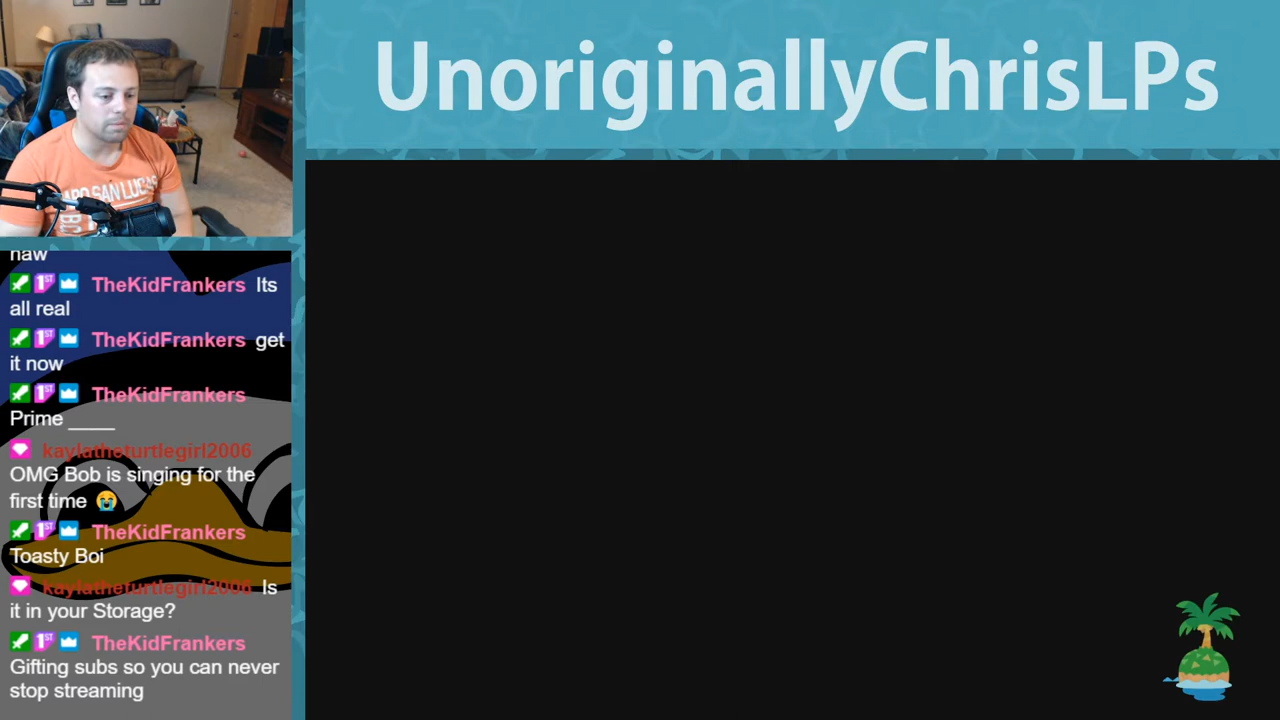 UnoriginallyChrisLPs
SAN LUCAS
B.C.
naw
TheKidFrankers Its
all real
TheKidFrankers get
it now
TheKidFrankers
Prime _____
kaylatheturtlegirl2006
OMG Bob is singing for the
first time 😭
TheKidFrankers
Toasty Boi
kaylatheturtlegirl2006 Is
it in your Storage?
TheKidFrankers
Gifting subs so you can never
stop streaming